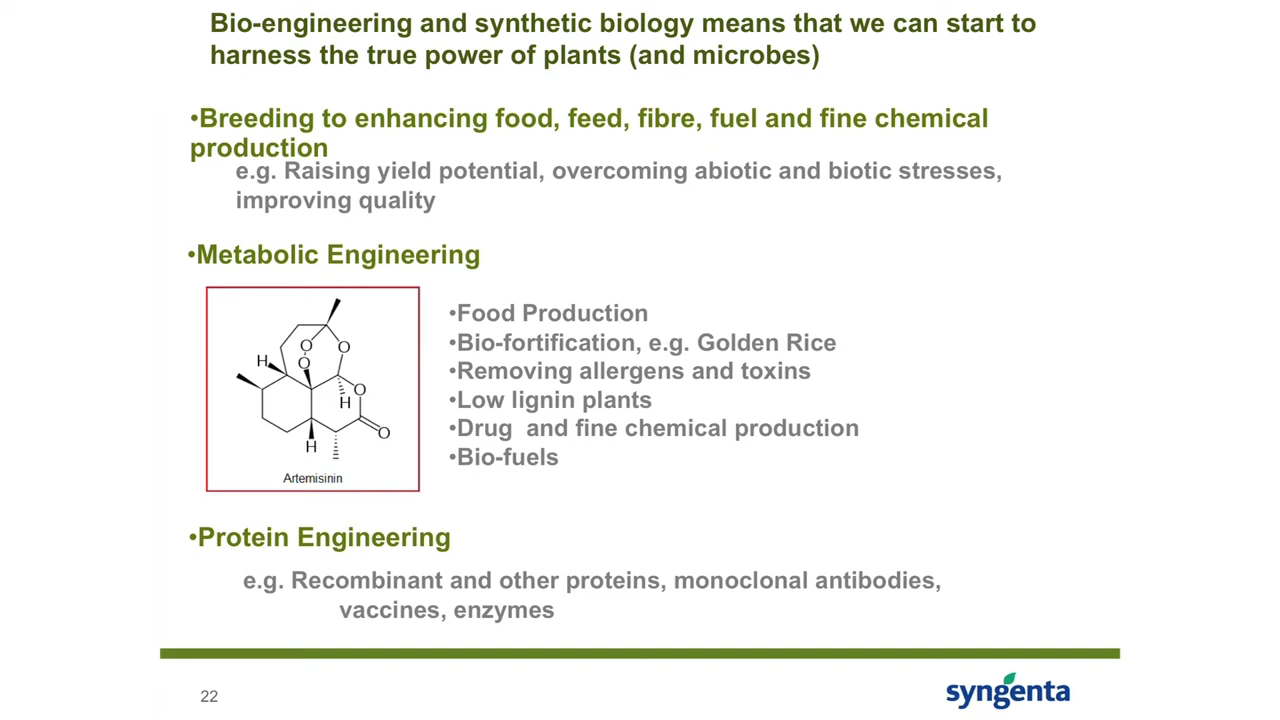 Bio-engineering and synthetic biology means that we can start to
harness the true power of plants (and microbes)
•Breeding to enhancing food, feed, fibre, fuel and fine chemical
production
e.g. Raising yield potential, overcoming abiotic and biotic stresses,
improving quality
•Metabolic Engineering
H
O
O
O
O
H
O
H
Artemisinin
•Food Production
•Bio-fortification, e.g. Golden Rice
•Removing allergens and toxins
•Low lignin plants
•Drug and fine chemical production
•Bio-fuels
•Protein Engineering
e.g. Recombinant and other proteins, monoclonal antibodies,
vaccines, enzymes
22
syngenta